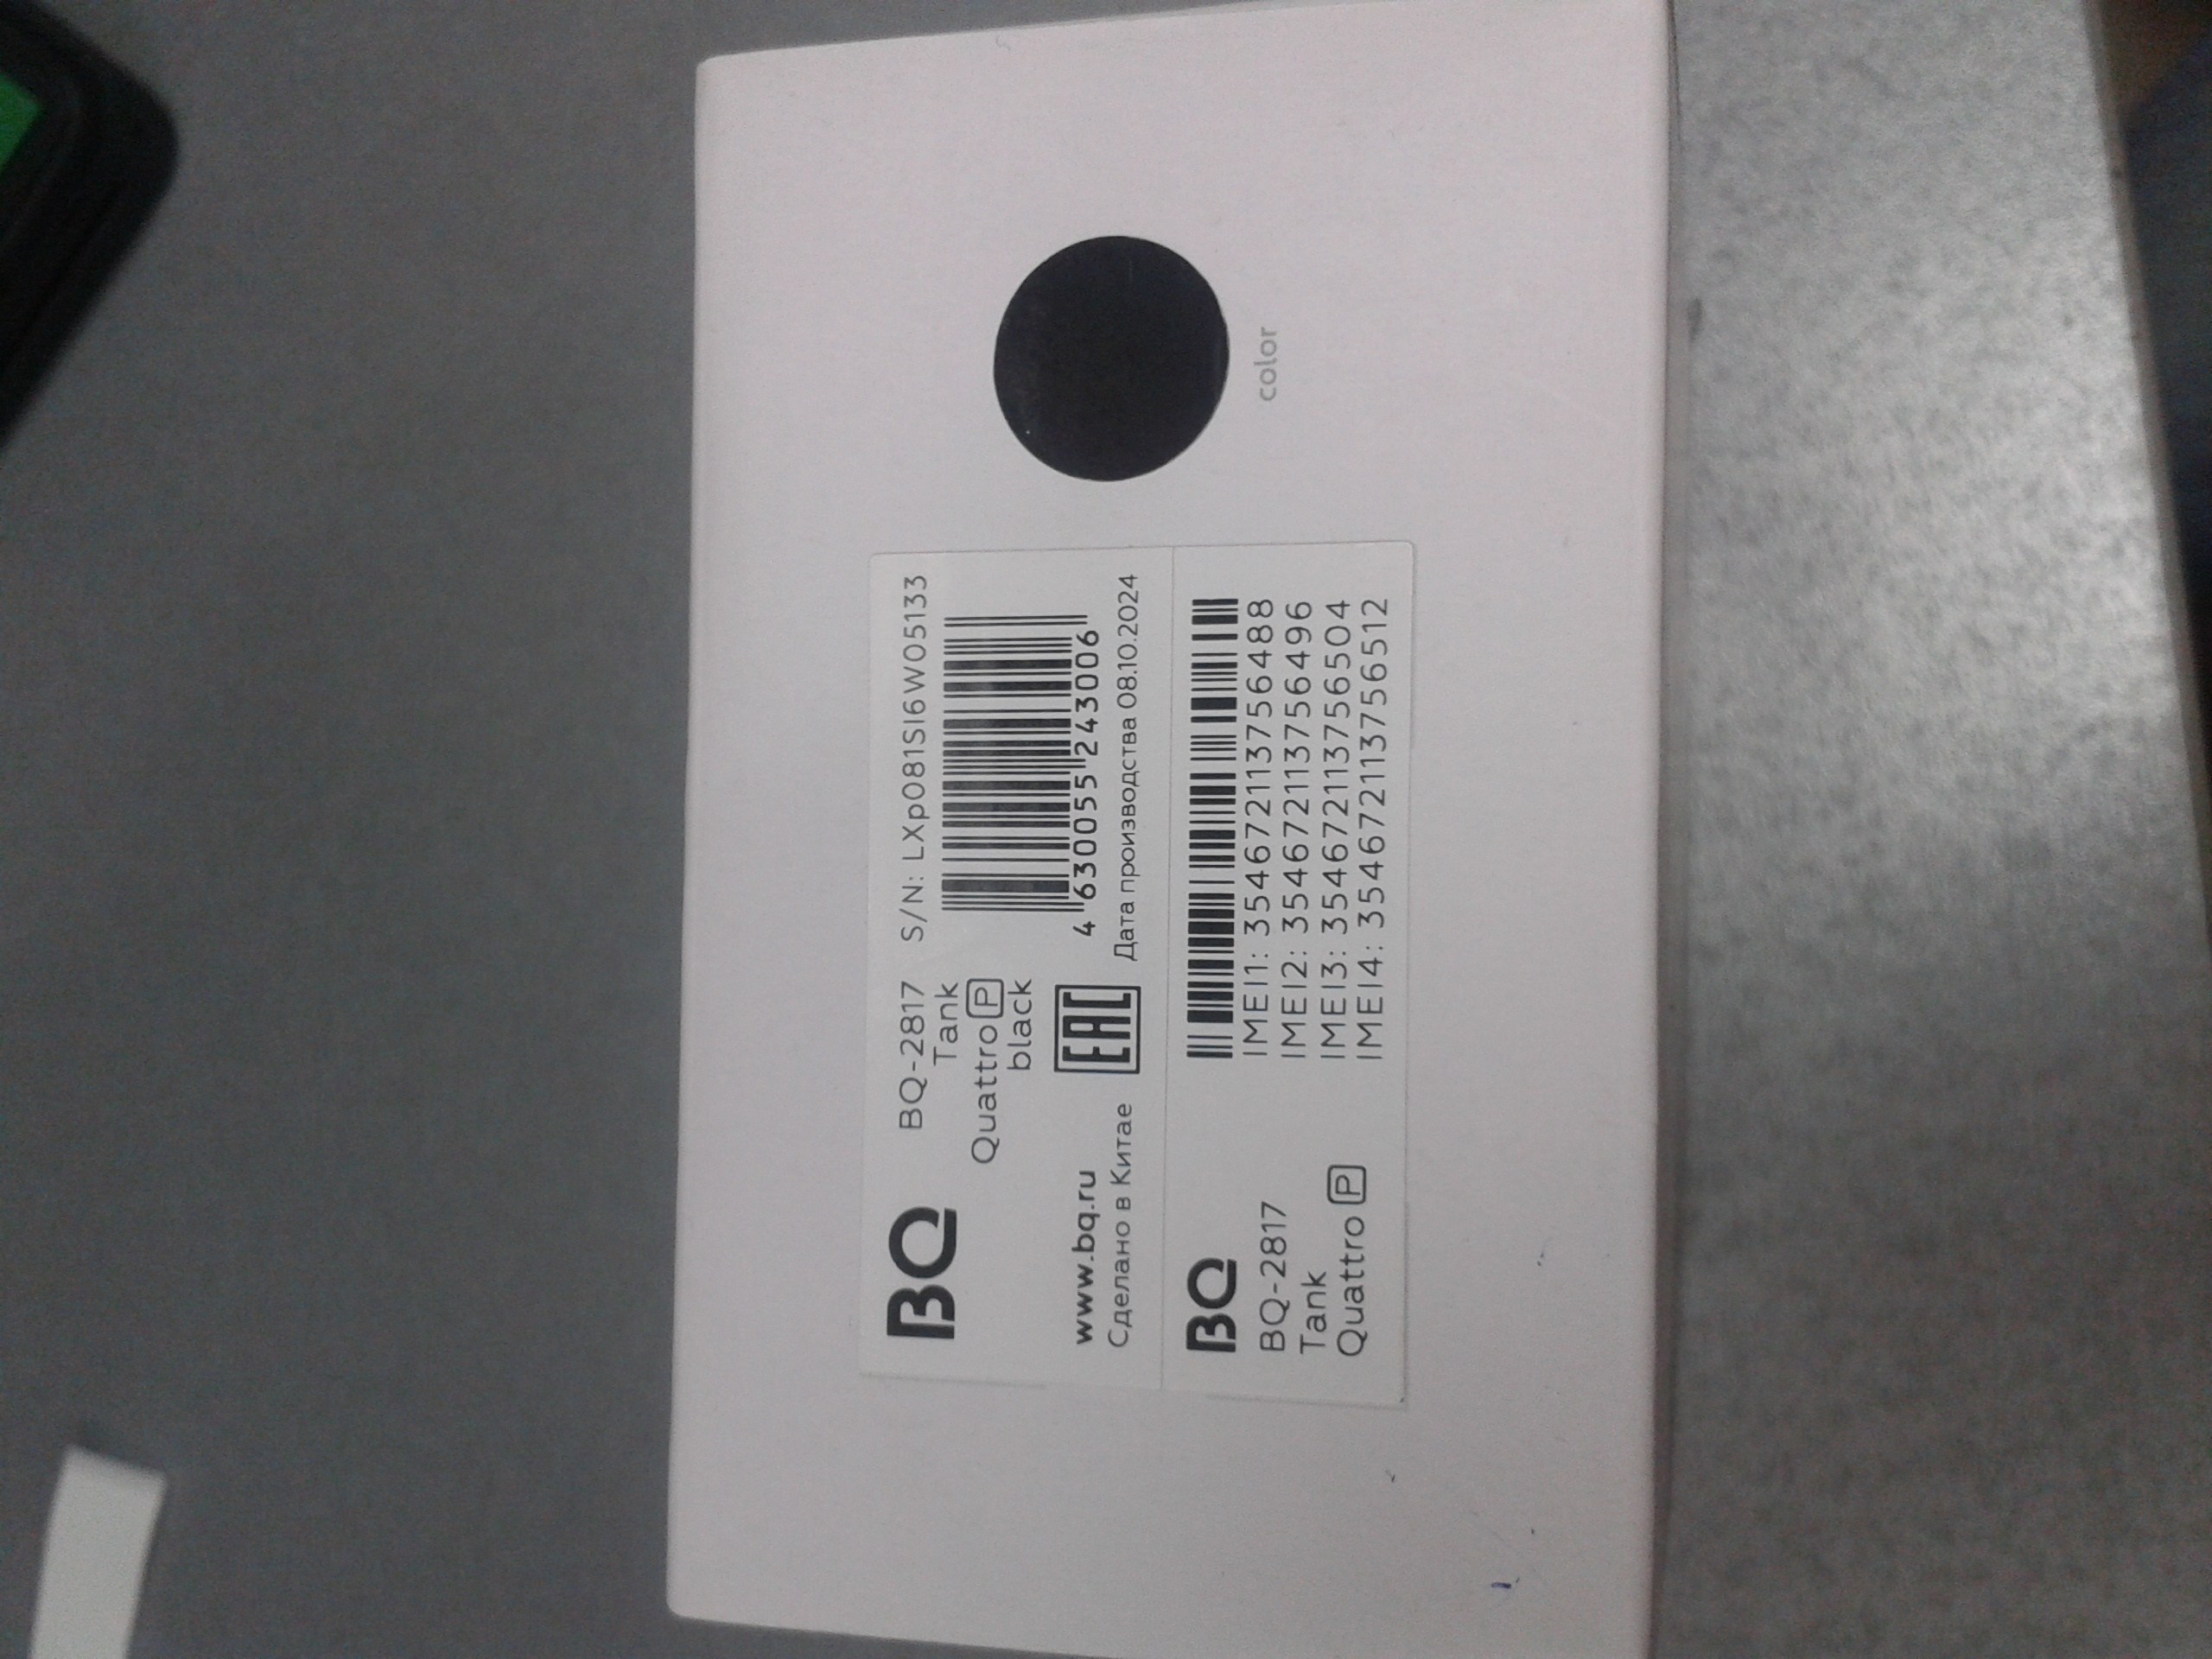 BQ
BQ-2817
Tank
Quattro P
black
S/N: LXp081SI6W05133
4 630055 243006
www.bq.ru
Сделано в Китае
EAC
Дата производства 08.10.2024
BQ
BQ-2817
Tank
Quattro P
IMEI1: 354672113756488
IMEI2: 354672113756496
IMEI3: 354672113756504
IMEI4: 354672113756512
color